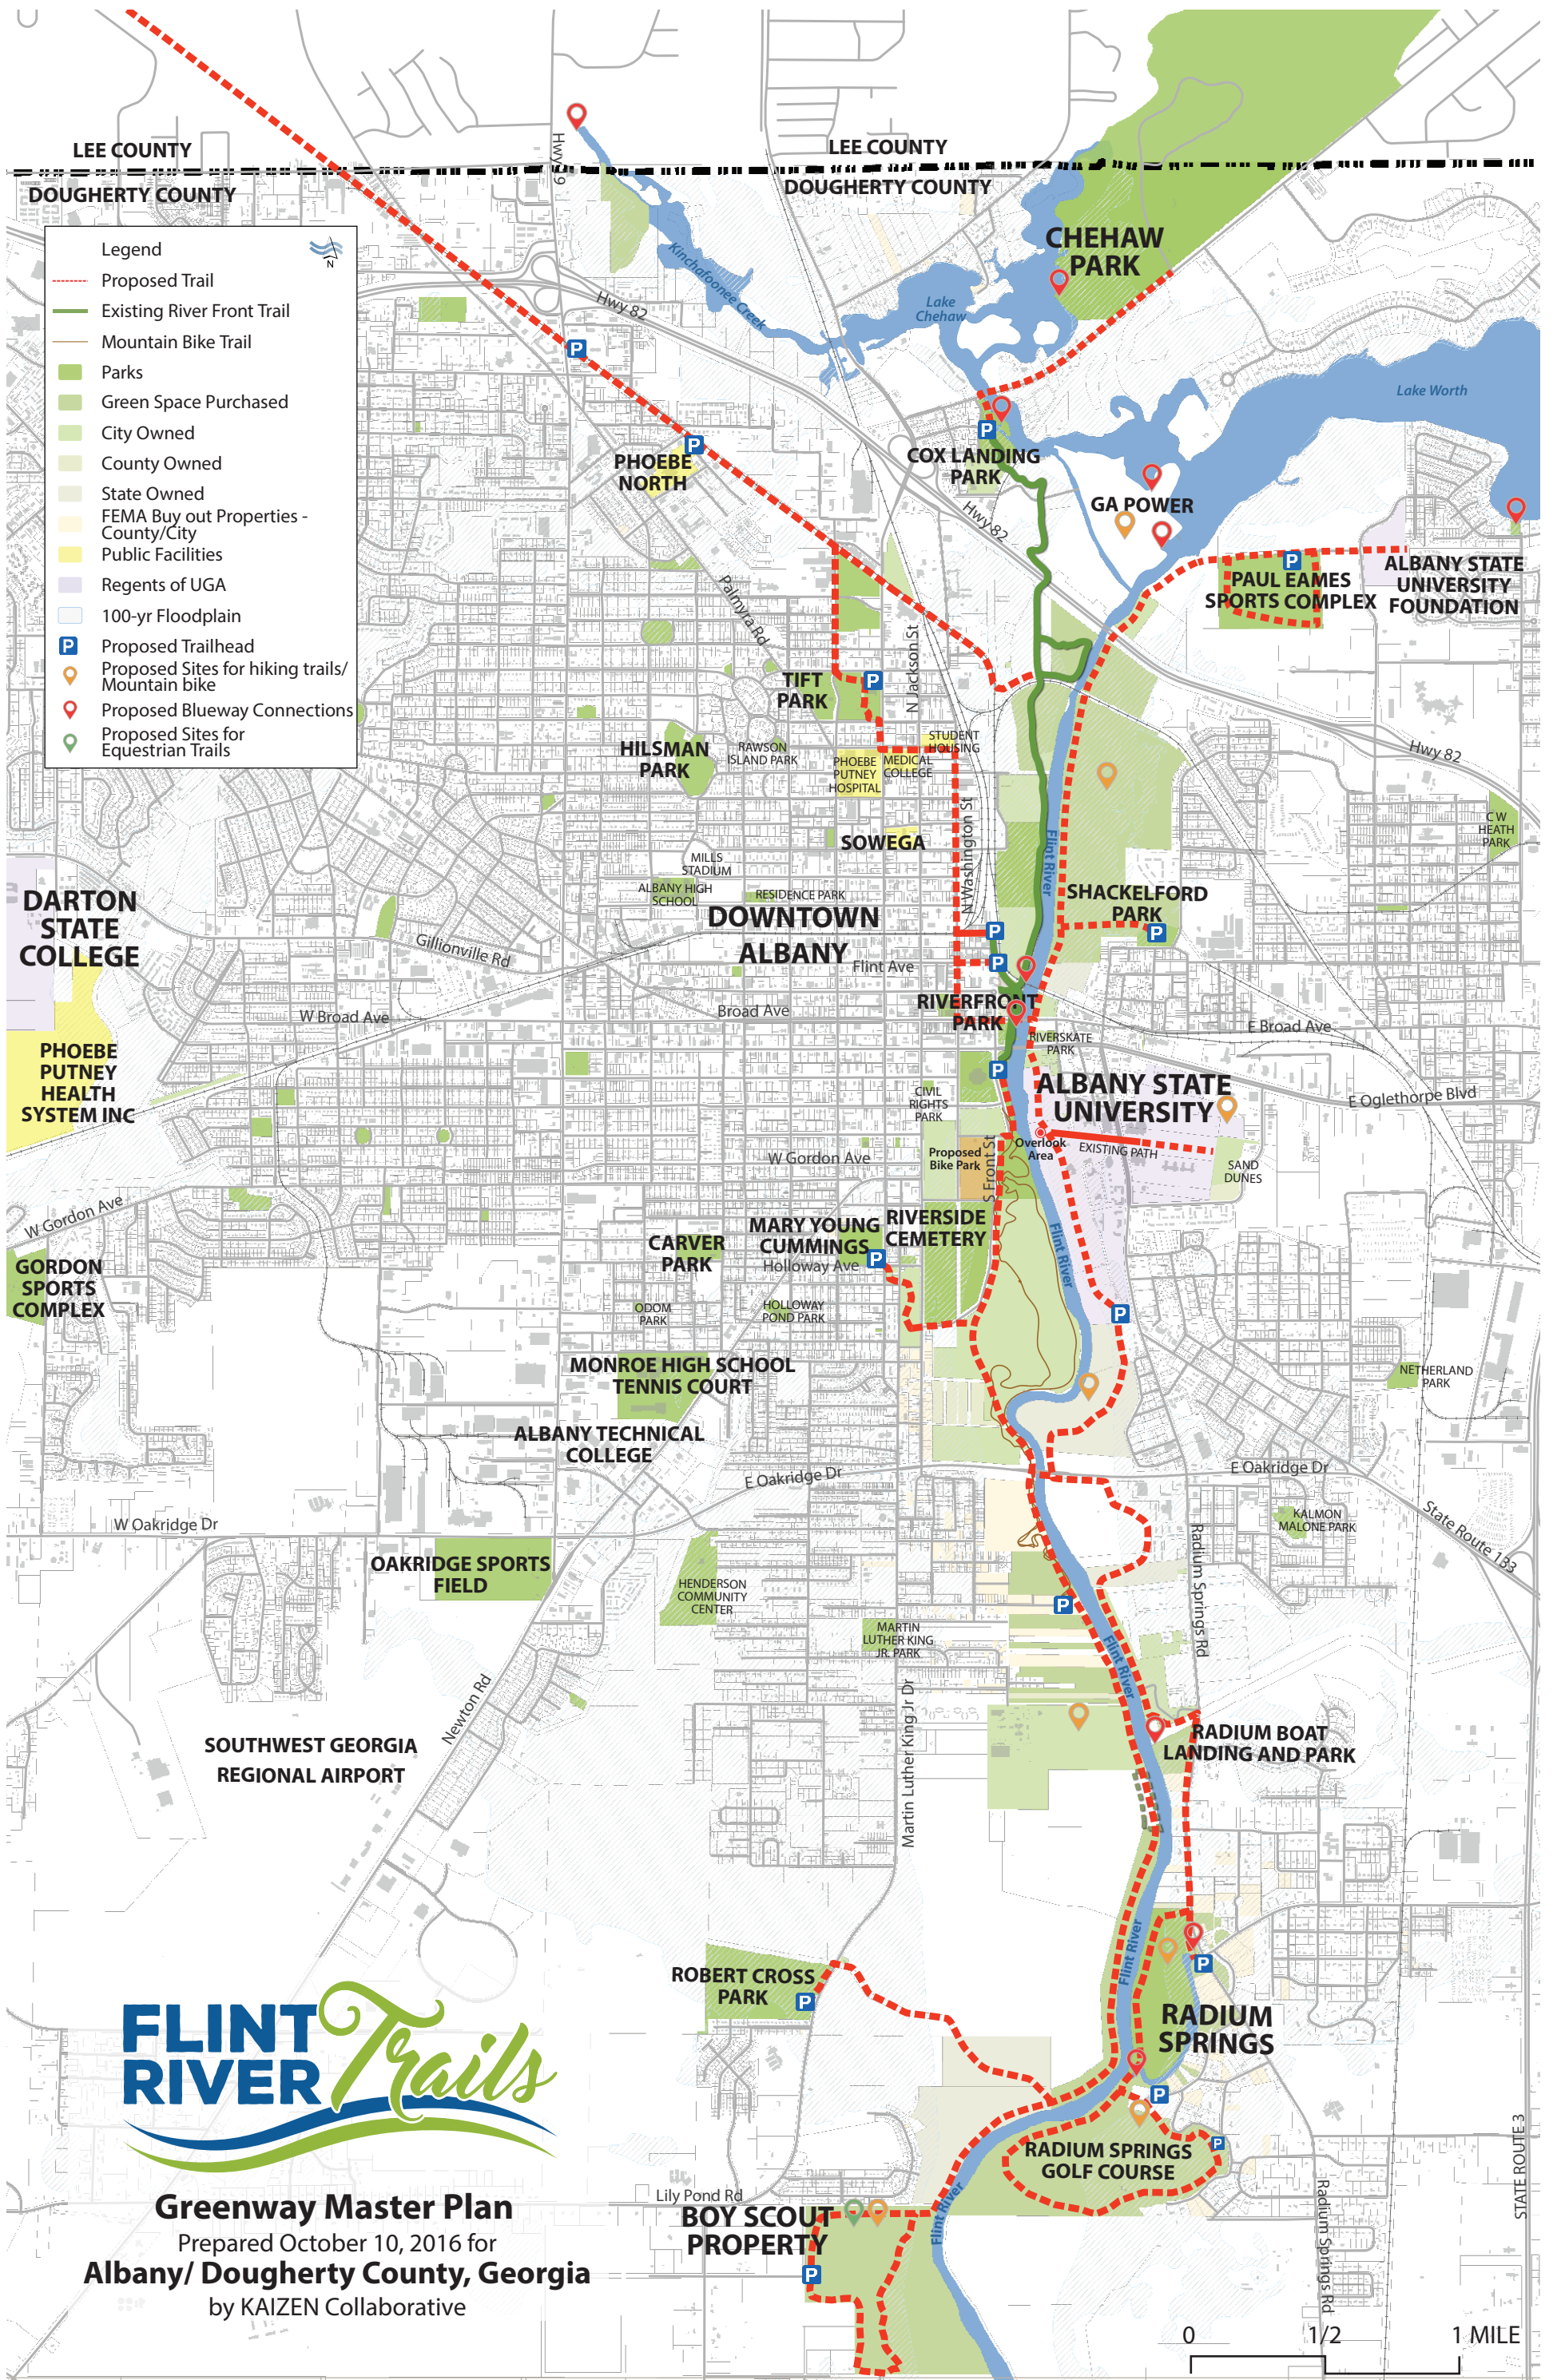 LEE COUNTY
DOUGHERTY COUNTY
LEE COUNTY
DOUGHERTY COUNTY
Hwy 19
Legend
N
Proposed Trail
Existing River Front Trail
Mountain Bike Trail
Parks
Green Space Purchased
City Owned
County Owned
State Owned
FEMA Buy out Properties -
County/City
Public Facilities
Regents of UGA
100-yr Floodplain
P
Proposed Trailhead
Proposed Sites for hiking trails/
Mountain bike
Proposed Blueway Connections
Proposed Sites for
Equestrian Trails
CHEHAW
PARK
Kinchafoonee Creek
Lake
Chehaw
Hwy 82
P
Lake Worth
P
P
PHOEBE
NORTH
COX LANDING
PARK
GA POWER
Hwy 82
P
PAUL EAMES
SPORTS COMPLEX
ALBANY STATE
UNIVERSITY
FOUNDATION
Palmyra Rd
N Jackson St
TIFT
PARK
P
HILSMAN
PARK
RAWSON
ISLAND PARK
STUDENT
HOUSING
PHOEBE
PUTNEY
HOSPITAL
MEDICAL
COLLEGE
Hwy 82
N Washington St
Flint River
C W
HEATH
PARK
SOWEGA
MILLS
STADIUM
ALBANY HIGH
SCHOOL
RESIDENCE PARK
SHACKELFORD
PARK
P
DARTON
STATE
COLLEGE
DOWNTOWN
ALBANY
Gillionville Rd
Flint Ave
P
P
RIVERFRONT
PARK
W Broad Ave
Broad Ave
E Broad Ave
RIVERSKATE
PARK
PHOEBE
PUTNEY
HEALTH
SYSTEM INC
P
ALBANY STATE
UNIVERSITY
E Oglethorpe Blvd
CIVIL
RIGHTS
PARK
Overlook
Area
EXISTING PATH
W Gordon Ave
Proposed
Bike Park
S Front St
SAND
DUNES
W Gordon Ave
MARY YOUNG
CUMMINGS
P
Holloway Ave
RIVERSIDE
CEMETERY
CARVER
PARK
Flint River
GORDON
SPORTS
COMPLEX
ODOM
PARK
HOLLOWAY
POND PARK
P
MONROE HIGH SCHOOL
TENNIS COURT
NETHERLAND
PARK
ALBANY TECHNICAL
COLLEGE
E Oakridge Dr
E Oakridge Dr
W Oakridge Dr
KALMON
MALONE PARK
State Route 133
Radium Springs Rd
OAKRIDGE SPORTS
FIELD
HENDERSON
COMMUNITY
CENTER
P
MARTIN
LUTHER KING
JR. PARK
Flint River
Newton Rd
Martin Luther King Jr Dr
SOUTHWEST GEORGIA
REGIONAL AIRPORT
RADIUM BOAT
LANDING AND PARK
Flint River
P
ROBERT CROSS
PARK
P
RADIUM
SPRINGS
P
FLINT
RIVER
Trails
RADIUM SPRINGS
GOLF COURSE
P
STATE ROUTE 3
Radium Springs Rd
Lily Pond Rd
BOY SCOUT
PROPERTY
P
Flint River
Greenway Master Plan
Prepared October 10, 2016 for
Albany/ Dougherty County, Georgia
by KAIZEN Collaborative
0 1/2 1 MILE